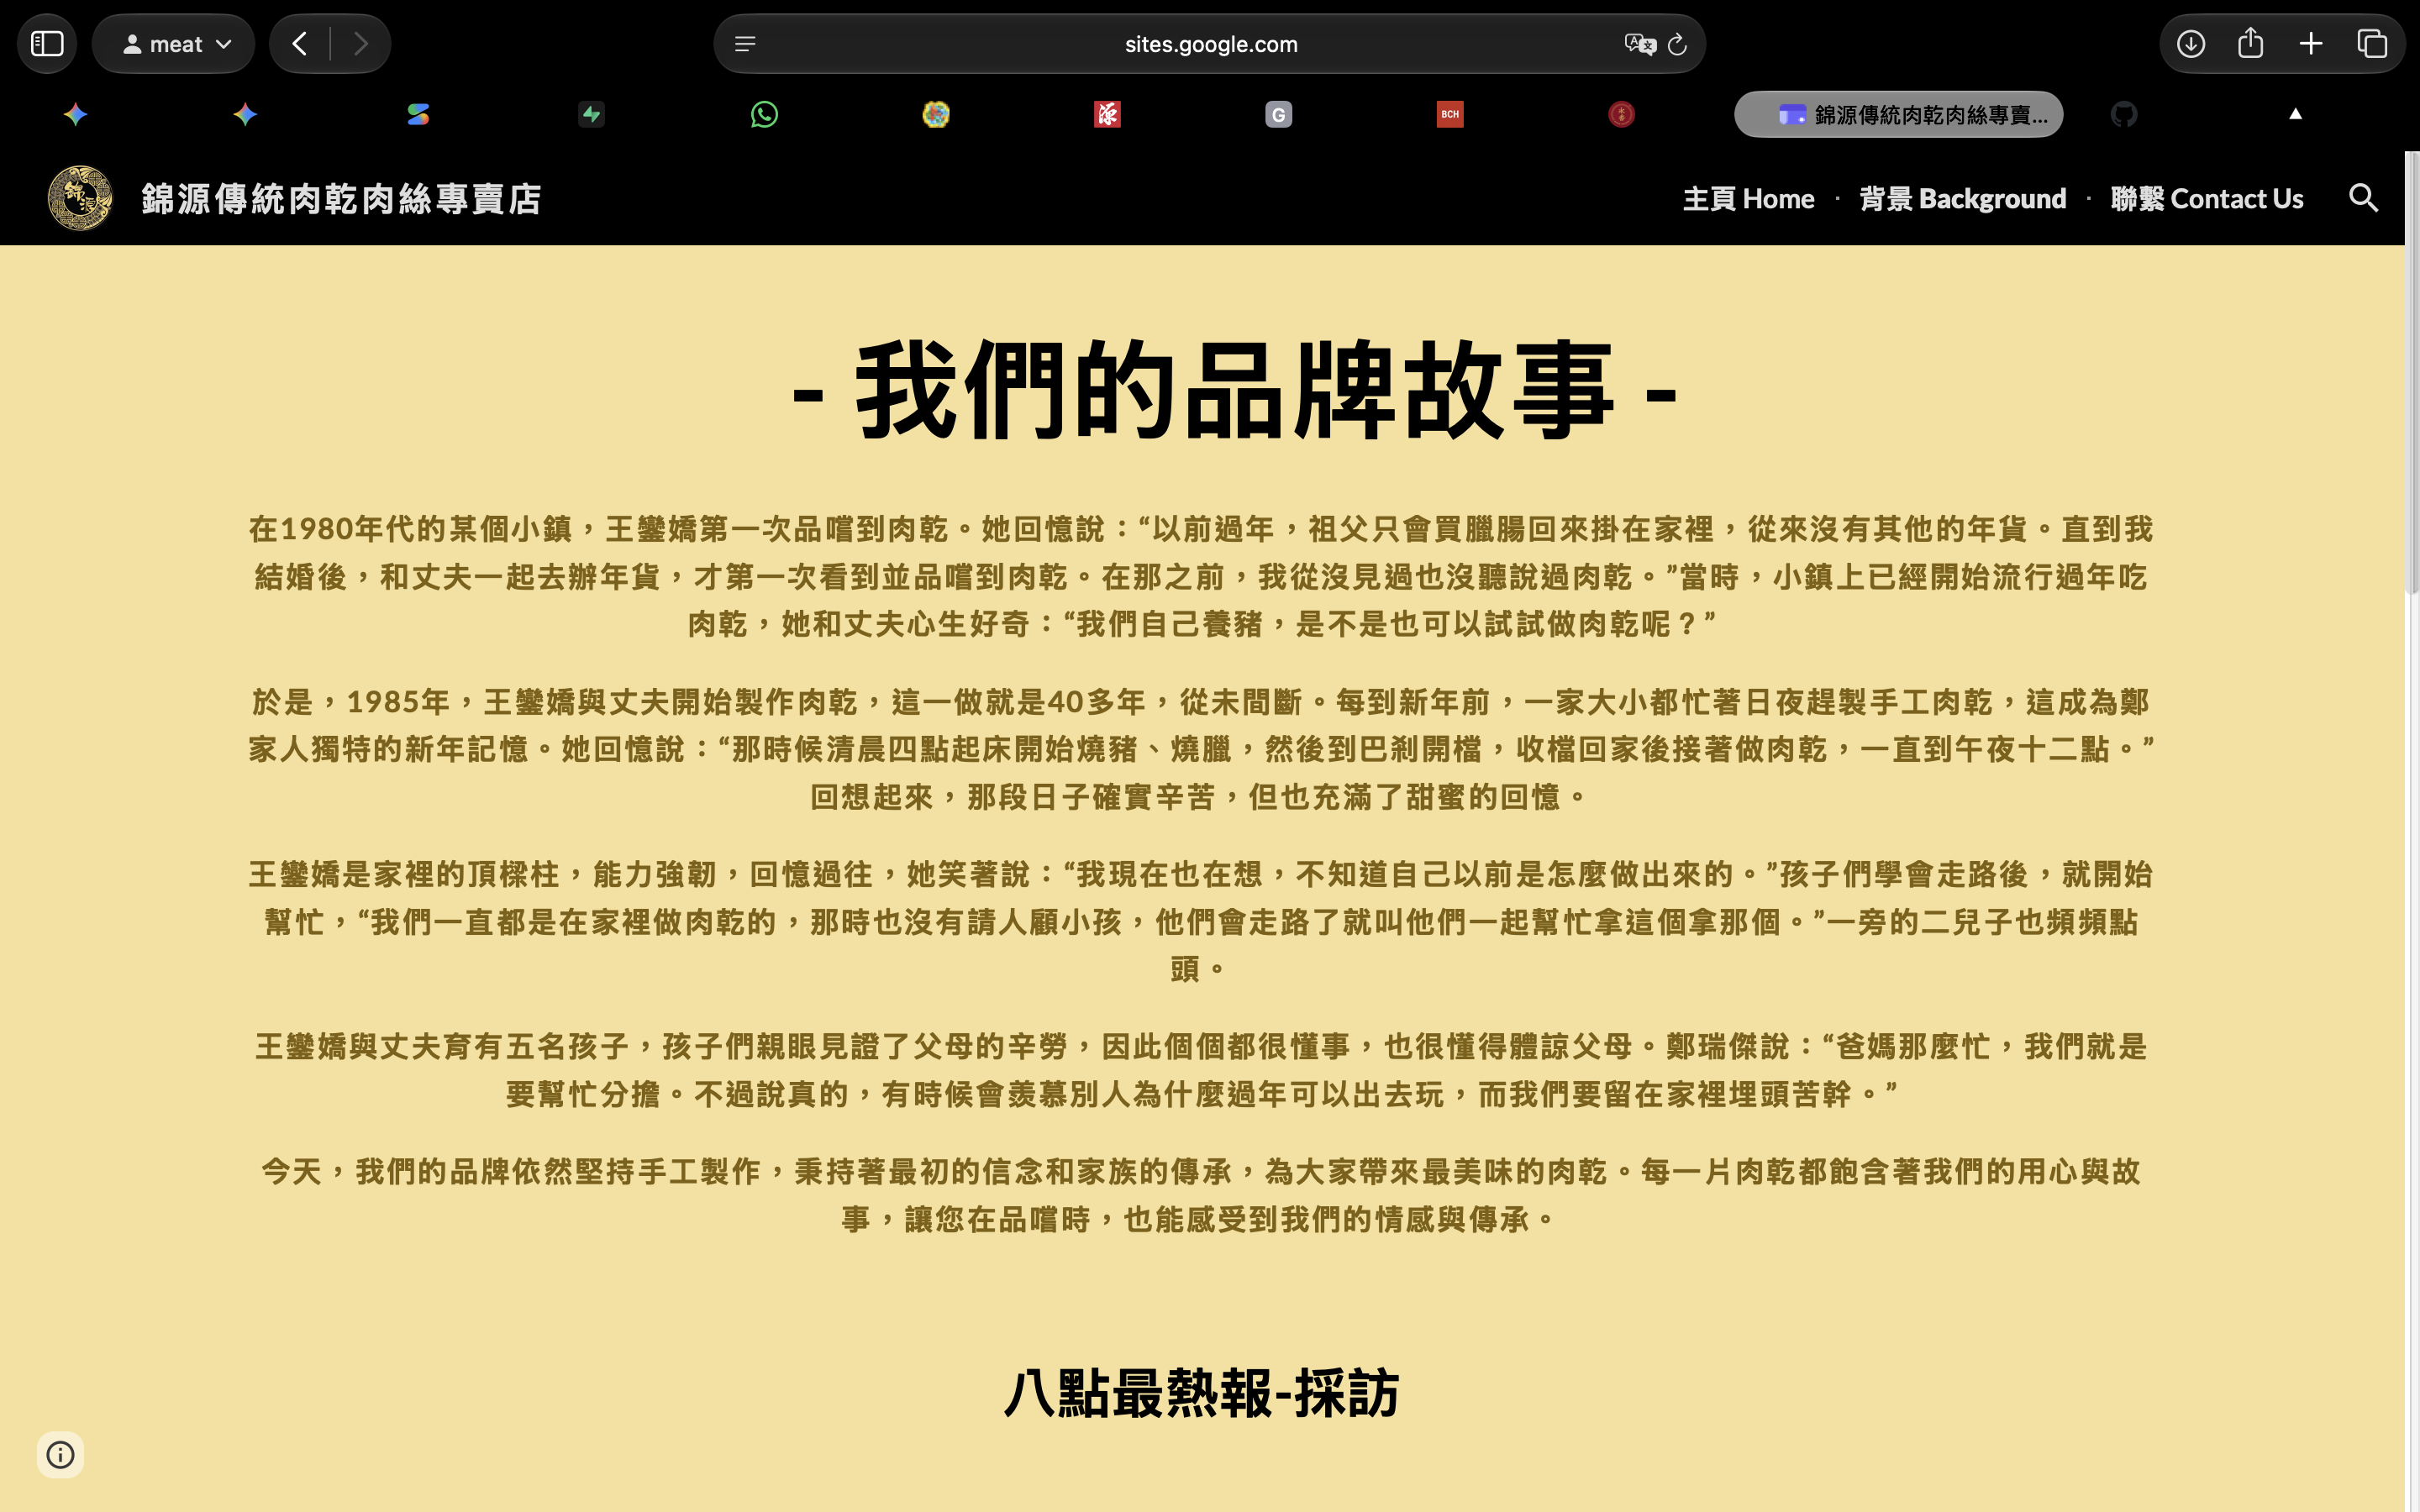 meat
sites.google.com
G
BCH
錦源傳統肉乾肉絲專賣...
錦源傳統肉乾肉絲專賣店
主頁 Home · 背景 Background · 聯繫 Contact Us
- 我們的品牌故事 -
在1980年代的某個小鎮，王鑾嬌第一次品嚐到肉乾。她回憶說：“以前過年，祖父只會買臘腸回來掛在家裡，從來沒有其他的年貨。直到我
結婚後，和丈夫一起去辦年貨，才第一次看到並品嚐到肉乾。在那之前，我從沒見過也沒聽說過肉乾。”當時，小鎮上已經開始流行過年吃
肉乾，她和丈夫心生好奇：“我們自己養豬，是不是也可以試試做肉乾呢？”
於是，1985年，王鑾嬌與丈夫開始製作肉乾，這一做就是40多年，從未間斷。每到新年前，一家大小都忙著日夜趕製手工肉乾，這成為鄭
家人獨特的新年記憶。她回憶說：“那時候清晨四點起床開始燒豬、燒臘，然後到巴剎開檔，收檔回家後接著做肉乾，一直到午夜十二點。”
回想起來，那段日子確實辛苦，但也充滿了甜蜜的回憶。
王鑾嬌是家裡的頂樑柱，能力強韌，回憶過往，她笑著說：“我現在也在想，不知道自己以前是怎麼做出來的。”孩子們學會走路後，就開始
幫忙，“我們一直都是在家裡做肉乾的，那時也沒有請人顧小孩，他們會走路了就叫他們一起幫忙拿這個拿那個。”一旁的二兒子也頻頻點
頭。
王鑾嬌與丈夫育有五名孩子，孩子們親眼見證了父母的辛勞，因此個個都很懂事，也很懂得體諒父母。鄭瑞傑說：“爸媽那麼忙，我們就是
要幫忙分擔。不過說真的，有時候會羨慕別人為什麼過年可以出去玩，而我們要留在家裡埋頭苦幹。”
今天，我們的品牌依然堅持手工製作，秉持著最初的信念和家族的傳承，為大家帶來最美味的肉乾。每一片肉乾都飽含著我們的用心與故
事，讓您在品嚐時，也能感受到我們的情感與傳承。
八點最熱報-採訪